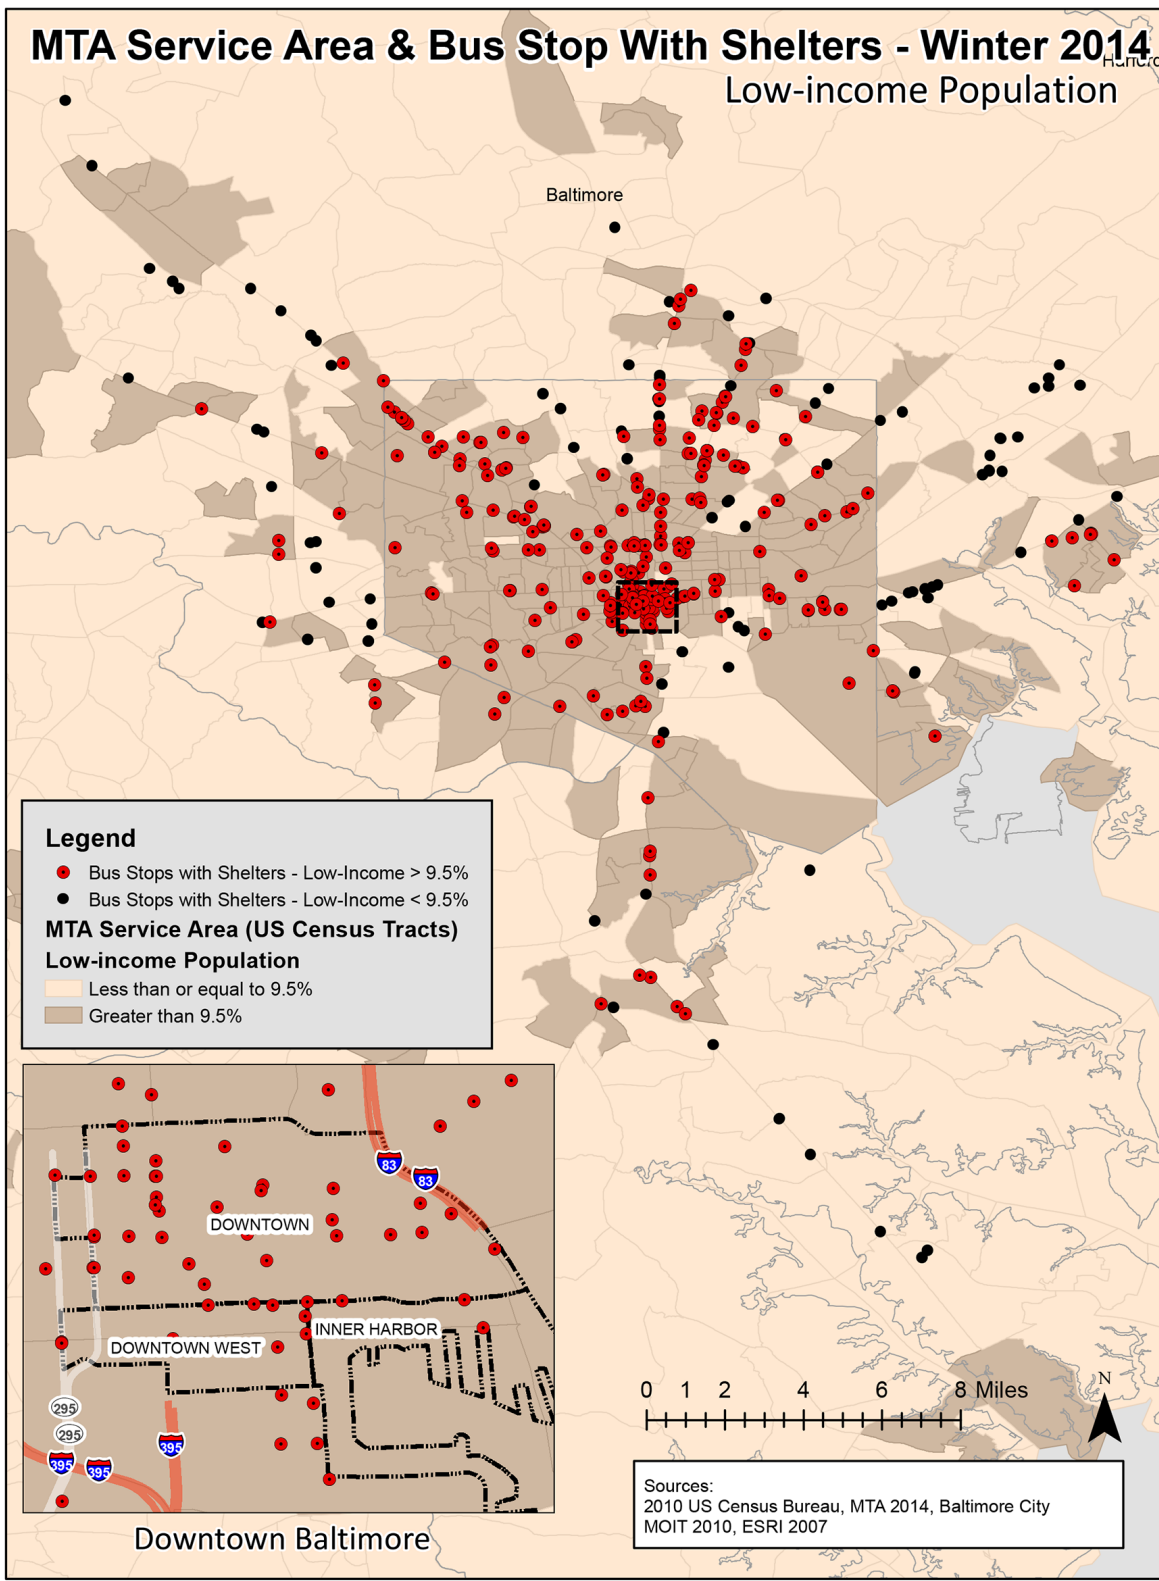 MTA Service Area & Bus Stop With Shelters - Winter 2014
Low-income Population
Baltimore
Legend
Bus Stops with Shelters - Low-Income > 9.5%
Bus Stops with Shelters - Low-Income < 9.5%
MTA Service Area (US Census Tracts)
Low-income Population
Less than or equal to 9.5%
Greater than 9.5%
83
83
DOWNTOWN
INNER HARBOR
DOWNTOWN WEST
295
295
395
395
395
Downtown Baltimore
N
0 1 2 4 6 8 Miles
Sources:
2010 US Census Bureau, MTA 2014, Baltimore City
MOIT 2010, ESRI 2007